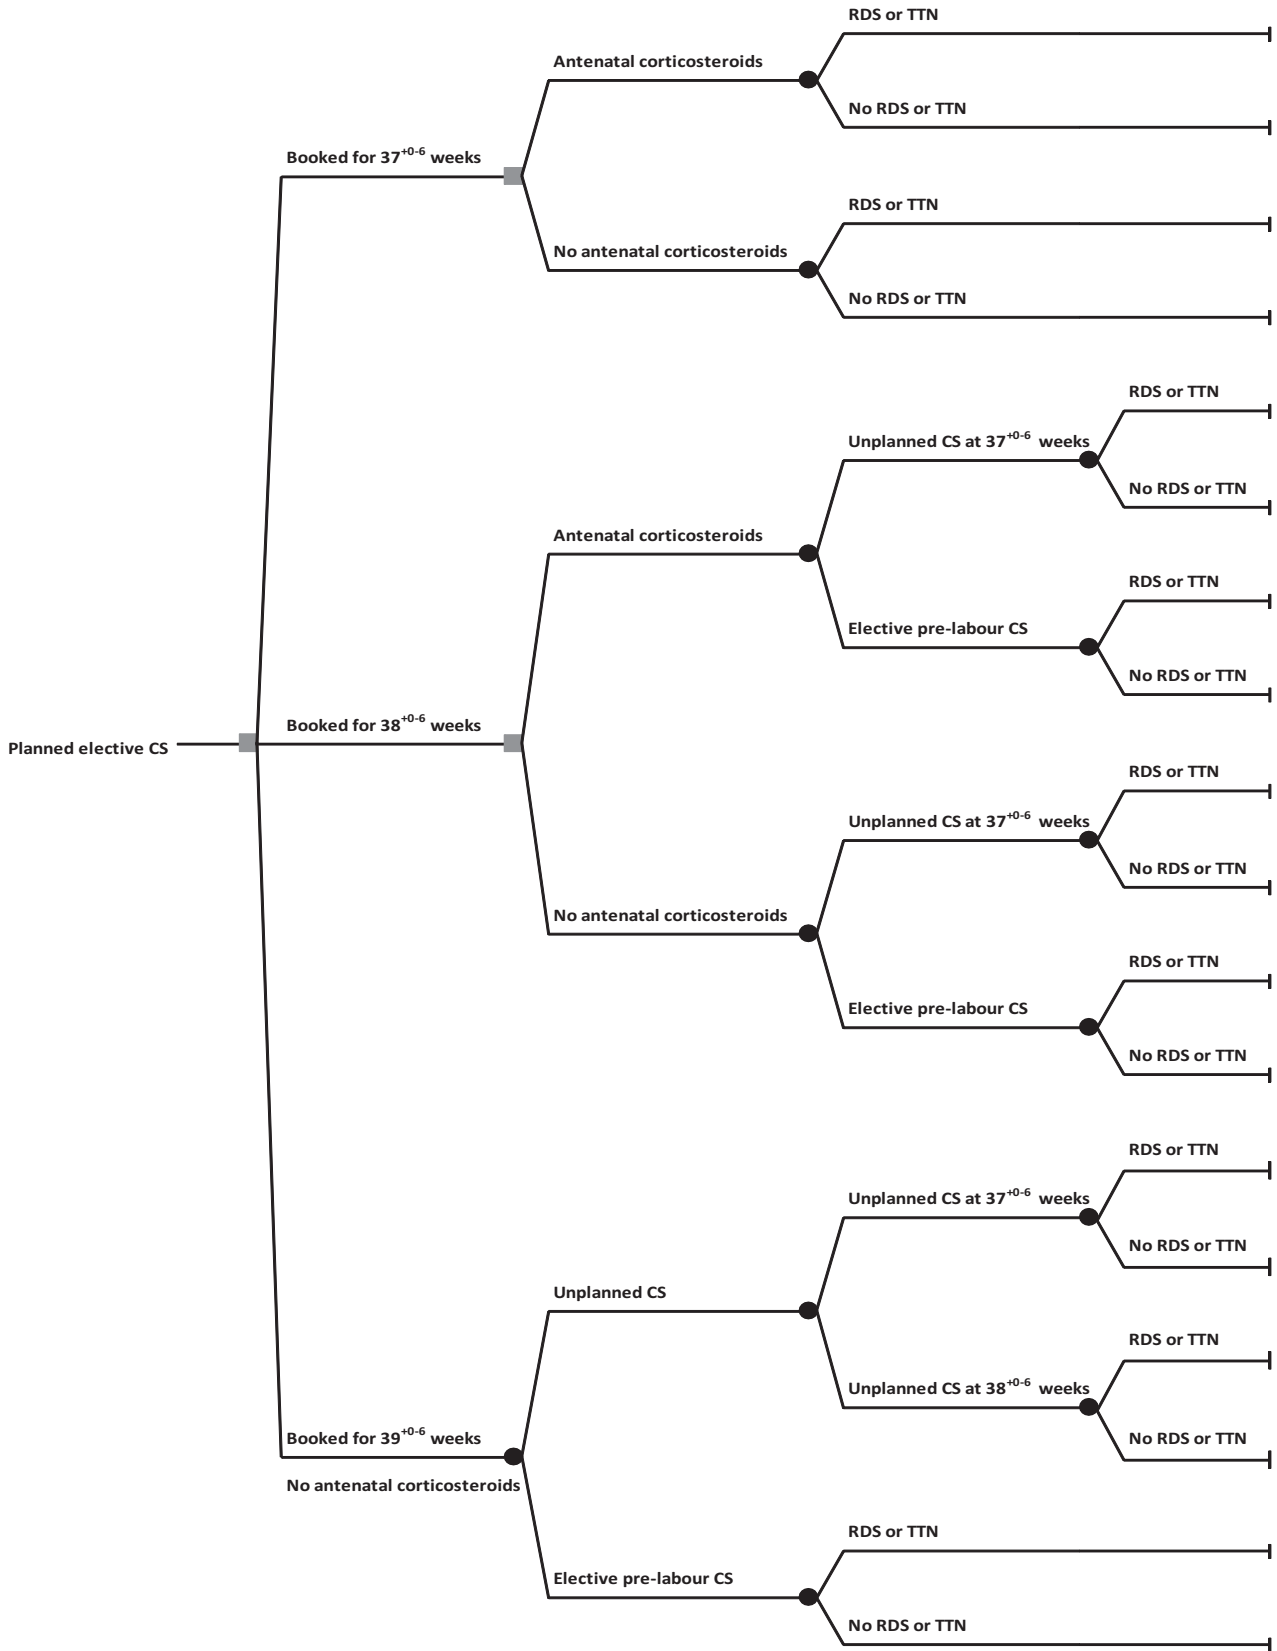 RDS or TTN
Antenatal corticosteroids
No RDS or TTN
Booked for 37+0-6 weeks
RDS or TTN
No antenatal corticosteroids
No RDS or TTN
RDS or TTN
Unplanned CS at 37+0-6 weeks
No RDS or TTN
Antenatal corticosteroids
RDS or TTN
Elective pre-labour CS
No RDS or TTN
Booked for 38+0-6 weeks
Planned elective CS
RDS or TTN
Unplanned CS at 37+0-6 weeks
No RDS or TTN
No antenatal corticosteroids
RDS or TTN
Elective pre-labour CS
No RDS or TTN
RDS or TTN
Unplanned CS at 37+0-6 weeks
No RDS or TTN
Unplanned CS
RDS or TTN
Unplanned CS at 38+0-6 weeks
No RDS or TTN
Booked for 39+0-6 weeks
No antenatal corticosteroids
RDS or TTN
Elective pre-labour CS
No RDS or TTN